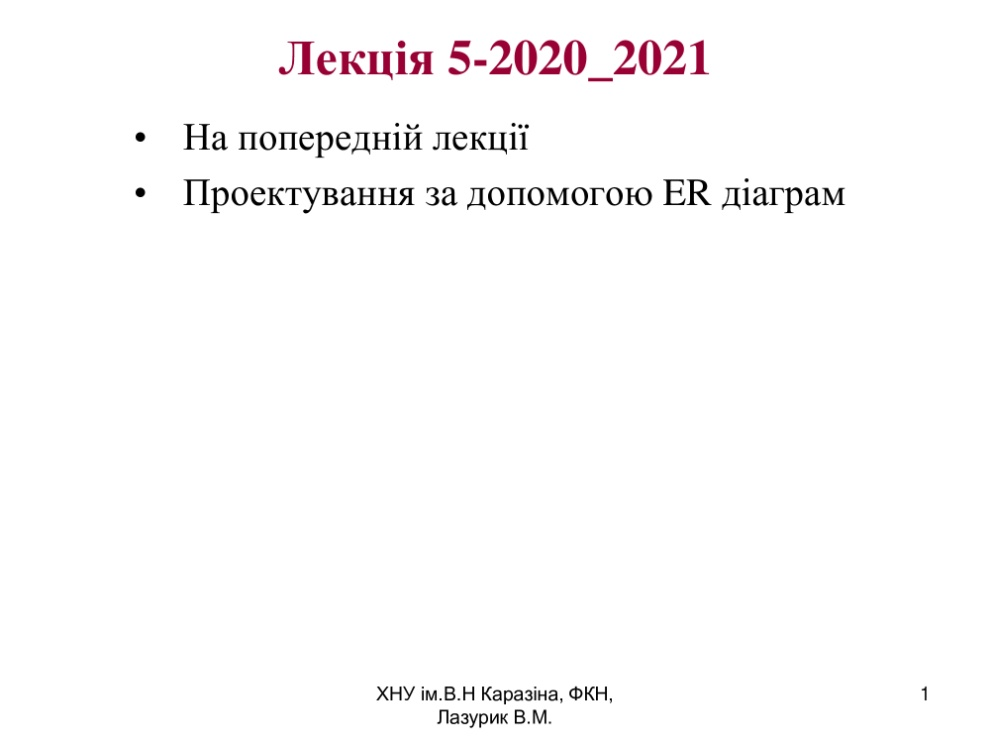 Лекція 5-2020_2021
• На попередній лекції
• Проектування за допомогою ER діаграм
ХНУ ім.В.Н Каразіна, ФКН,
Лазурик В.М.
1